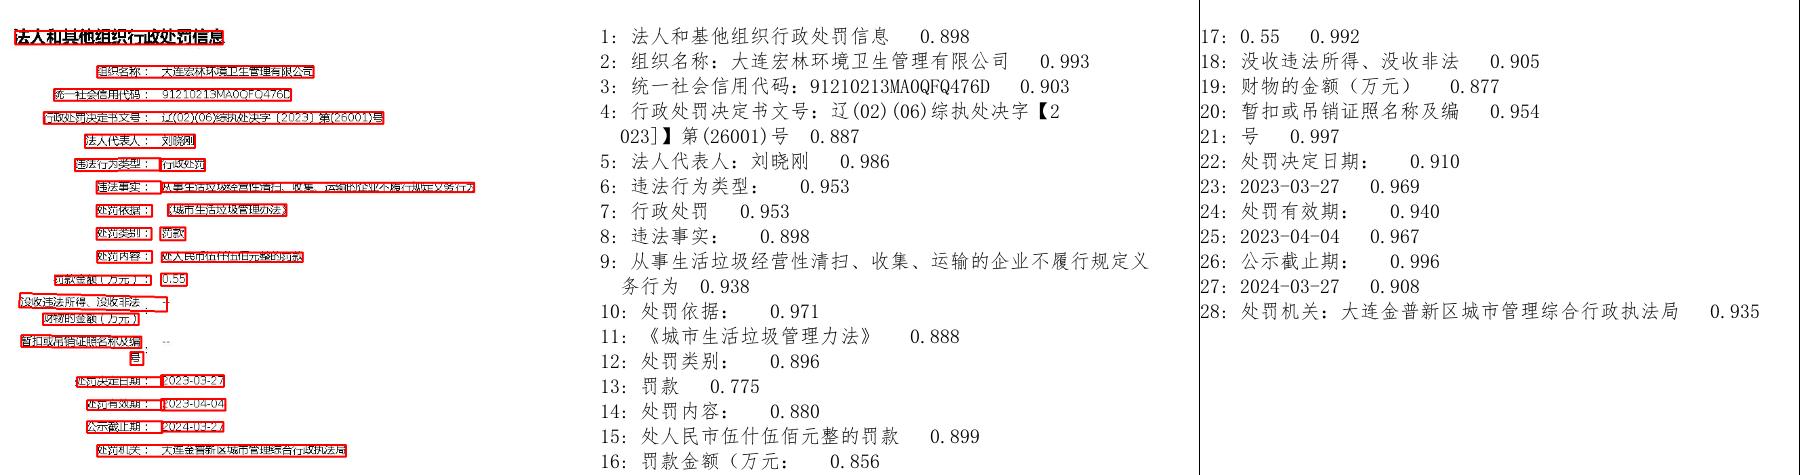 法人和其他组织行政处罚信息
组织名称： 大连宏林环境卫生管理有限公司
统一社会信用代码： 91210213MA0QFQ476D
行政处罚决定书文号： 辽(02)(06)综执处决字〔2023〕第(26001)号
法人代表人： 刘晓刚
违法行为类型： 行政处罚
违法事实： 从事生活垃圾经营性清扫、收集、运输的企业不履行规定义务行为
处罚依据： 《城市生活垃圾管理办法》
处罚类别： 罚款
处罚内容： 处人民币伍仟伍佰元整的罚款
罚款金额（万元）： 0.55
没收违法所得、没收非法
财物的金额（万元） ： --
暂扣或吊销证照名称及编
号 ： --
处罚决定日期： 2023-03-27
处罚有效期： 2023-04-04
公示截止期： 2024-03-27
处罚机关： 大连金普新区城市管理综合行政执法局
1: 法人和基他组织行政处罚信息 0.898
2: 组织名称: 大连宏林环境卫生管理有限公司 0.993
3: 统一社会信用代码: 91210213MA0QFQ476D 0.903
4: 行政处罚决定书文号: 辽(02)(06)综执处决字【2
023]】第(26001)号 0.887
5: 法人代表人: 刘晓刚 0.986
6: 违法行为类型: 0.953
7: 行政处罚 0.953
8: 违法事实: 0.898
9: 从事生活垃圾经营性清扫、收集、运输的企业不履行规定义
务行为 0.938
10: 处罚依据: 0.971
11: 《城市生活垃圾管理力法》 0.888
12: 处罚类别: 0.896
13: 罚款 0.775
14: 处罚内容: 0.880
15: 处人民市伍什伍佰元整的罚款 0.899
16: 罚款金额（万元: 0.856
17: 0.55 0.992
18: 没收违法所得、没收非法 0.905
19: 财物的金额（万元） 0.877
20: 暂扣或吊销证照名称及编 0.954
21: 号 0.997
22: 处罚决定日期: 0.910
23: 2023-03-27 0.969
24: 处罚有效期: 0.940
25: 2023-04-04 0.967
26: 公示截止期: 0.996
27: 2024-03-27 0.908
28: 处罚机关: 大连金普新区城市管理综合行政执法局 0.935